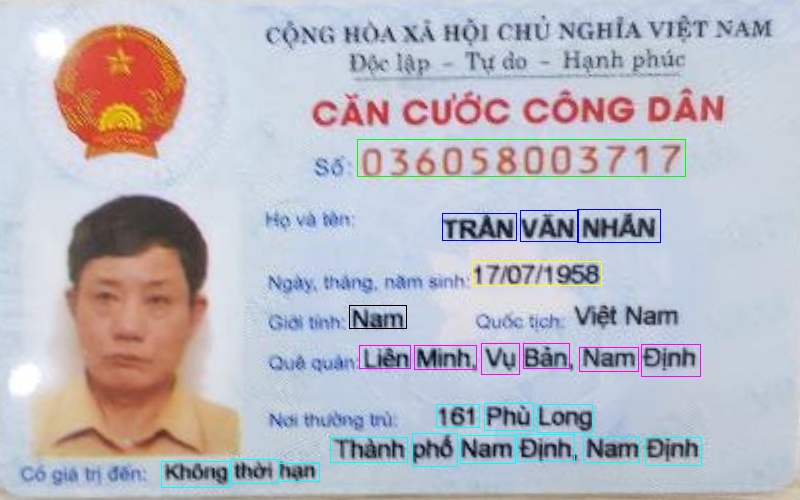 CỘNG HÒA XÃ HỘI CHỦ NGHĨA VIỆT NAM
Độc lập - Tự do - Hạnh phúc
CĂN CƯỚC CÔNG DÂN
Số: 036058003717
Họ và tên: TRẦN VĂN NHẪN
Ngày, tháng, năm sinh: 17/07/1958
Giới tính: Nam Quốc tịch: Việt Nam
Quê quán: Liên Minh, Vụ Bản, Nam Định
Nơi thường trú: 161 Phù Long
Thành phố Nam Định, Nam Định
Có giá trị đến: Không thời hạn